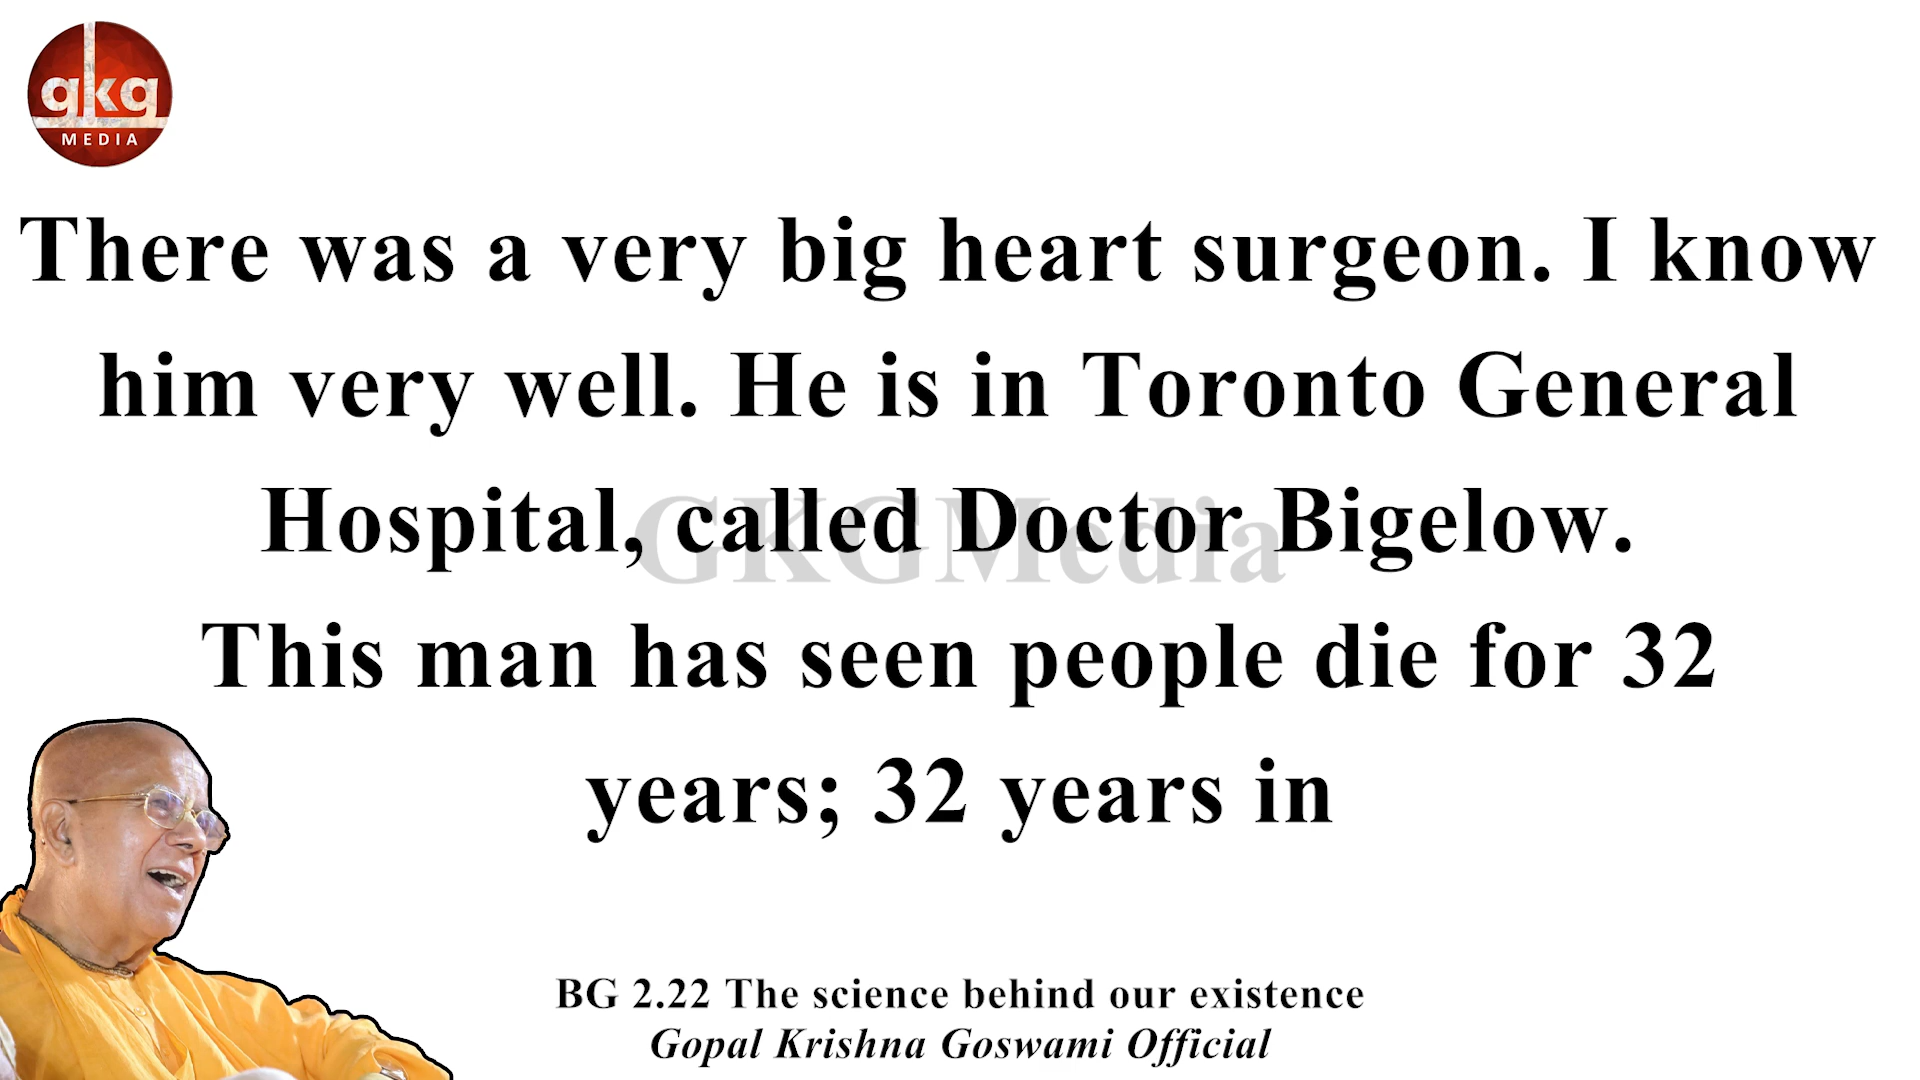 gkg
MEDIA
There was a very big heart surgeon. I know
him very well. He is in Toronto General
Hospital, called Doctor Bigelow.
GKGMedia
This man has seen people die for 32
years; 32 years in
BG 2.22 The science behind our existence
Gopal Krishna Goswami Official